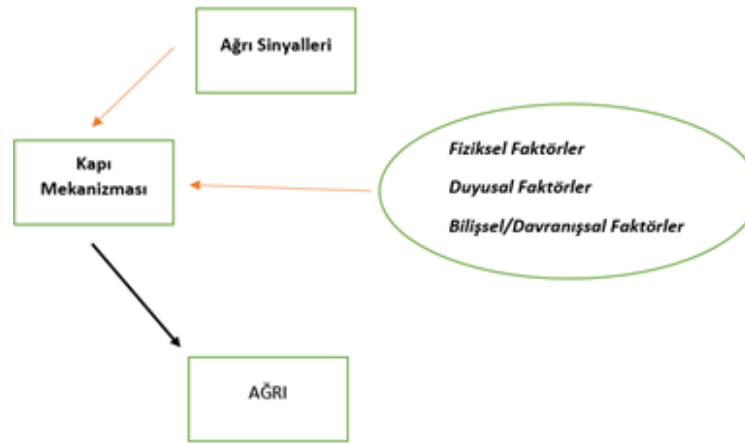 Ağrı Sinyalleri
Kapı
Mekanizması
Fiziksel Faktörler
Duyusal Faktörler
Bilişsel/Davranışsal Faktörler
AĞRI